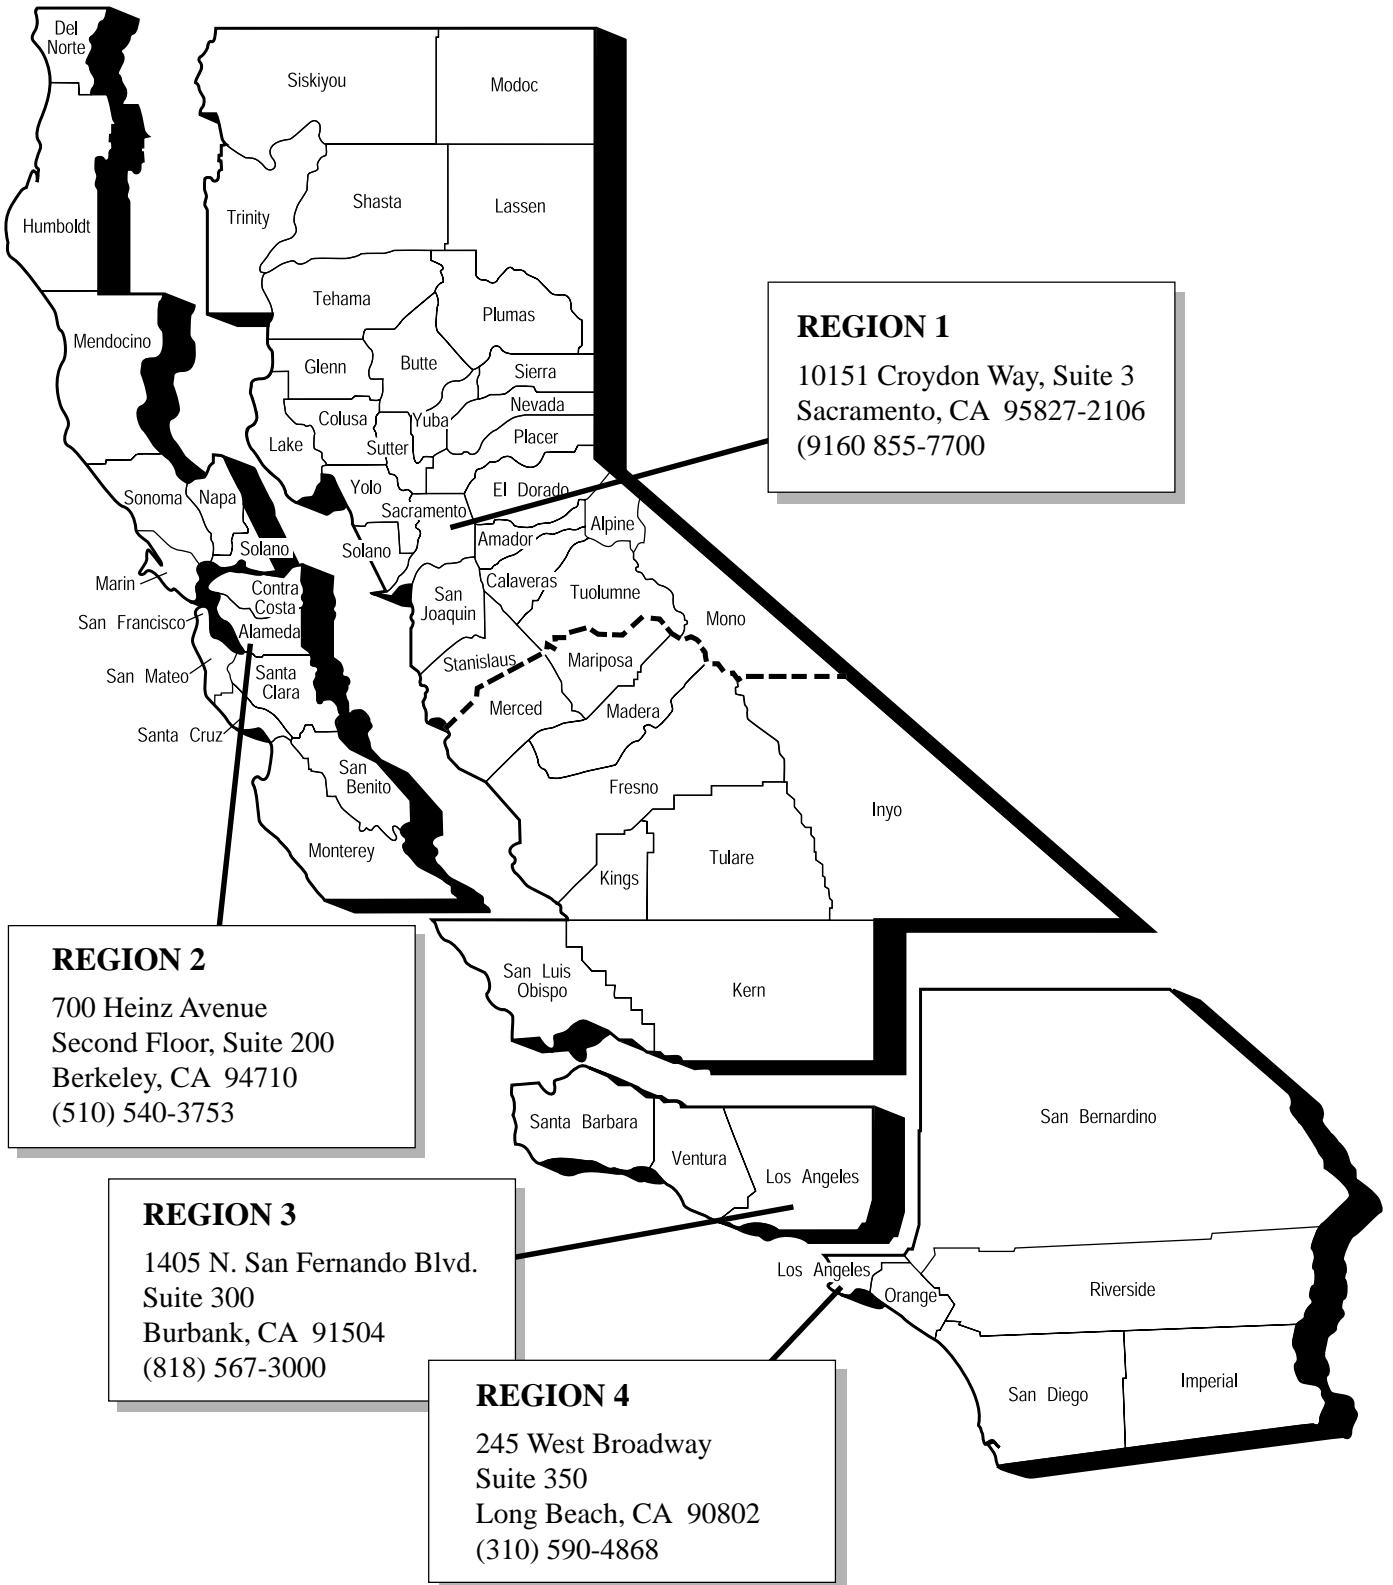 Del
Norte
Siskiyou
Modoc
Humboldt
Trinity
Shasta
Lassen
Mendocino
Tehama
Plumas
Glenn
Butte
Sierra
Colusa
Yuba
Nevada
Lake
Sutter
Placer
Sonoma
Napa
Yolo
El Dorado
Sacramento
Solano
Solano
Amador
Alpine
Marin
Contra
Costa
San Francisco
Alameda
San
Joaquin
Calaveras
Tuolumne
Mono
San Mateo
Santa
Clara
Stanislaus
Mariposa
Santa Cruz
Merced
Madera
San
Benito
Fresno
Inyo
Monterey
Kings
Tulare
San Luis
Obispo
Kern
Santa Barbara
Ventura
Los Angeles
San Bernardino
Los Angeles
Orange
Riverside
San Diego
Imperial
REGION 1
10151 Croydon Way, Suite 3
Sacramento, CA 95827-2106
(9160 855-7700
REGION 2
700 Heinz Avenue
Second Floor, Suite 200
Berkeley, CA 94710
(510) 540-3753
REGION 3
1405 N. San Fernando Blvd.
Suite 300
Burbank, CA 91504
(818) 567-3000
REGION 4
245 West Broadway
Suite 350
Long Beach, CA 90802
(310) 590-4868